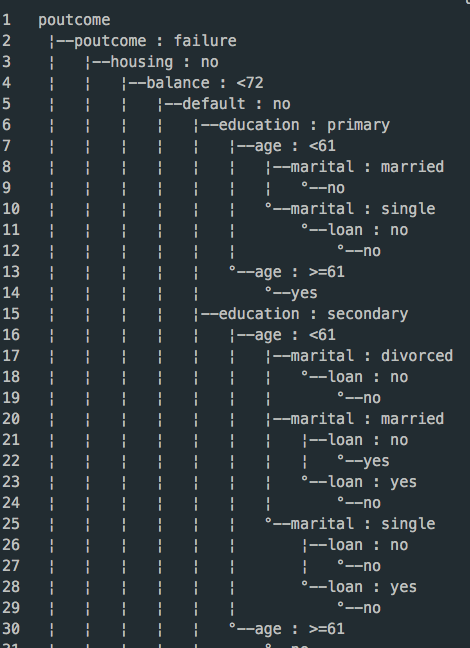 1   poutcome
2    ¦--poutcome : failure
3    ¦   ¦--housing : no
4    ¦   ¦   ¦--balance : <72
5    ¦   ¦   ¦   ¦--default : no
6    ¦   ¦   ¦   ¦   ¦--education : primary
7    ¦   ¦   ¦   ¦   ¦   ¦--age : <61
8    ¦   ¦   ¦   ¦   ¦   ¦   ¦--marital : married
9    ¦   ¦   ¦   ¦   ¦   ¦   ¦   °--no
10   ¦   ¦   ¦   ¦   ¦   ¦   °--marital : single
11   ¦   ¦   ¦   ¦   ¦   ¦       °--loan : no
12   ¦   ¦   ¦   ¦   ¦   ¦           °--no
13   ¦   ¦   ¦   ¦   ¦   °--age : >=61
14   ¦   ¦   ¦   ¦   ¦       °--yes
15   ¦   ¦   ¦   ¦   ¦--education : secondary
16   ¦   ¦   ¦   ¦   ¦   ¦--age : <61
17   ¦   ¦   ¦   ¦   ¦   ¦   ¦--marital : divorced
18   ¦   ¦   ¦   ¦   ¦   ¦   ¦   °--loan : no
19   ¦   ¦   ¦   ¦   ¦   ¦   ¦       °--no
20   ¦   ¦   ¦   ¦   ¦   ¦   ¦--marital : married
21   ¦   ¦   ¦   ¦   ¦   ¦   ¦   ¦--loan : no
22   ¦   ¦   ¦   ¦   ¦   ¦   ¦   ¦   °--yes
23   ¦   ¦   ¦   ¦   ¦   ¦   ¦   °--loan : yes
24   ¦   ¦   ¦   ¦   ¦   ¦   ¦       °--no
25   ¦   ¦   ¦   ¦   ¦   ¦   °--marital : single
26   ¦   ¦   ¦   ¦   ¦   ¦       ¦--loan : no
27   ¦   ¦   ¦   ¦   ¦   ¦       ¦   °--no
28   ¦   ¦   ¦   ¦   ¦   ¦       °--loan : yes
29   ¦   ¦   ¦   ¦   ¦   ¦           °--no
30   ¦   ¦   ¦   ¦   ¦   °--age : >=61